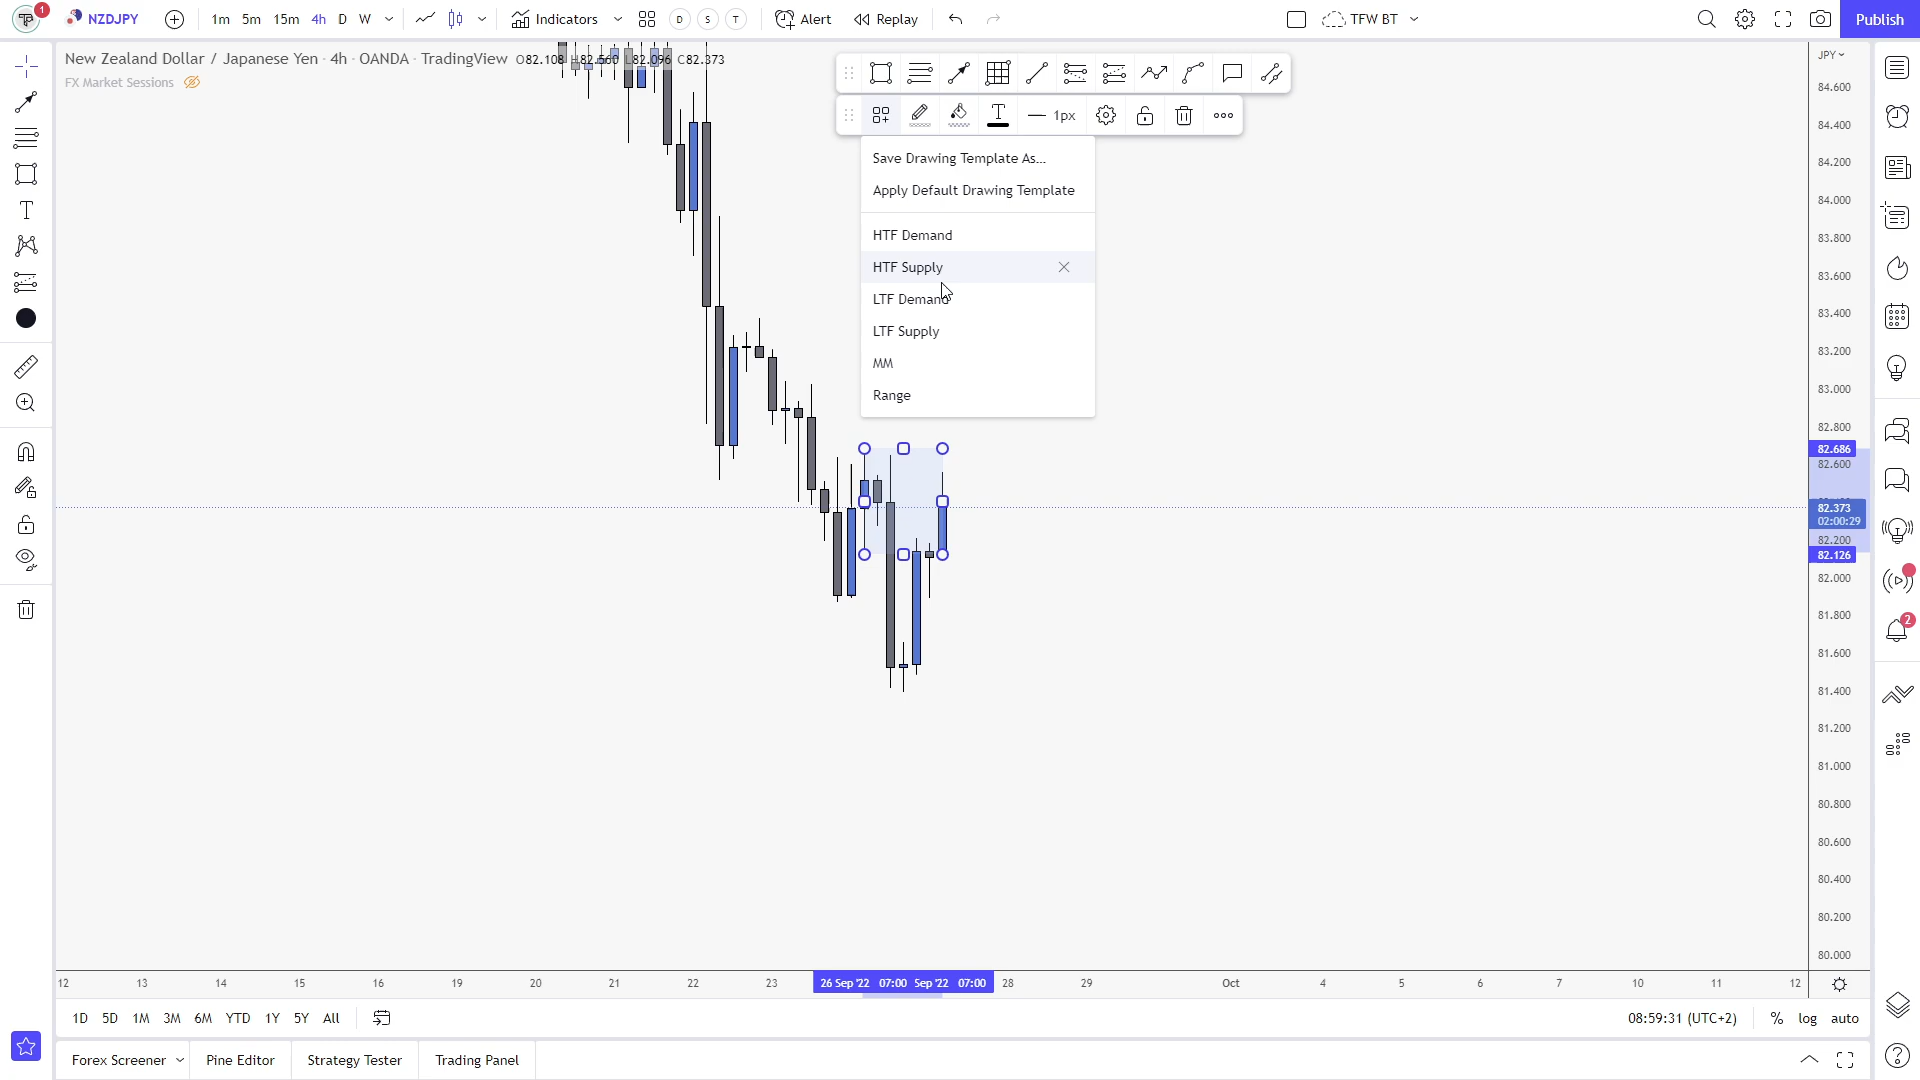 1
NZDJPY
1m 5m 15m 4h D W
Indicators
D S T
Alert
Replay
TFW BT
Publish
New Zealand Dollar / Japanese Yen · 4h · OANDA · TradingView O82.108 H82.560 L82.096 C82.373
FX Market Sessions
1px
Save Drawing Template As...
Apply Default Drawing Template
HTF Demand
HTF Supply
LTF Demand
LTF Supply
MM
Range
JPY
84.600
84.400
84.200
84.000
83.800
83.600
83.400
83.200
83.000
82.800
82.686
82.600
82.373
02:00:29
82.200
82.126
82.000
81.800
81.600
81.400
81.200
81.000
80.800
80.600
80.400
80.200
80.000
2
12 13 14 15 16 19 20 21 22 23 26 Sep '22 07:00 Sep '22 07:00 28 29 Oct 4 5 6 7 10 11 12
1D 5D 1M 3M 6M YTD 1Y 5Y All
08:59:31 (UTC+2) % log auto
Forex Screener Pine Editor Strategy Tester Trading Panel